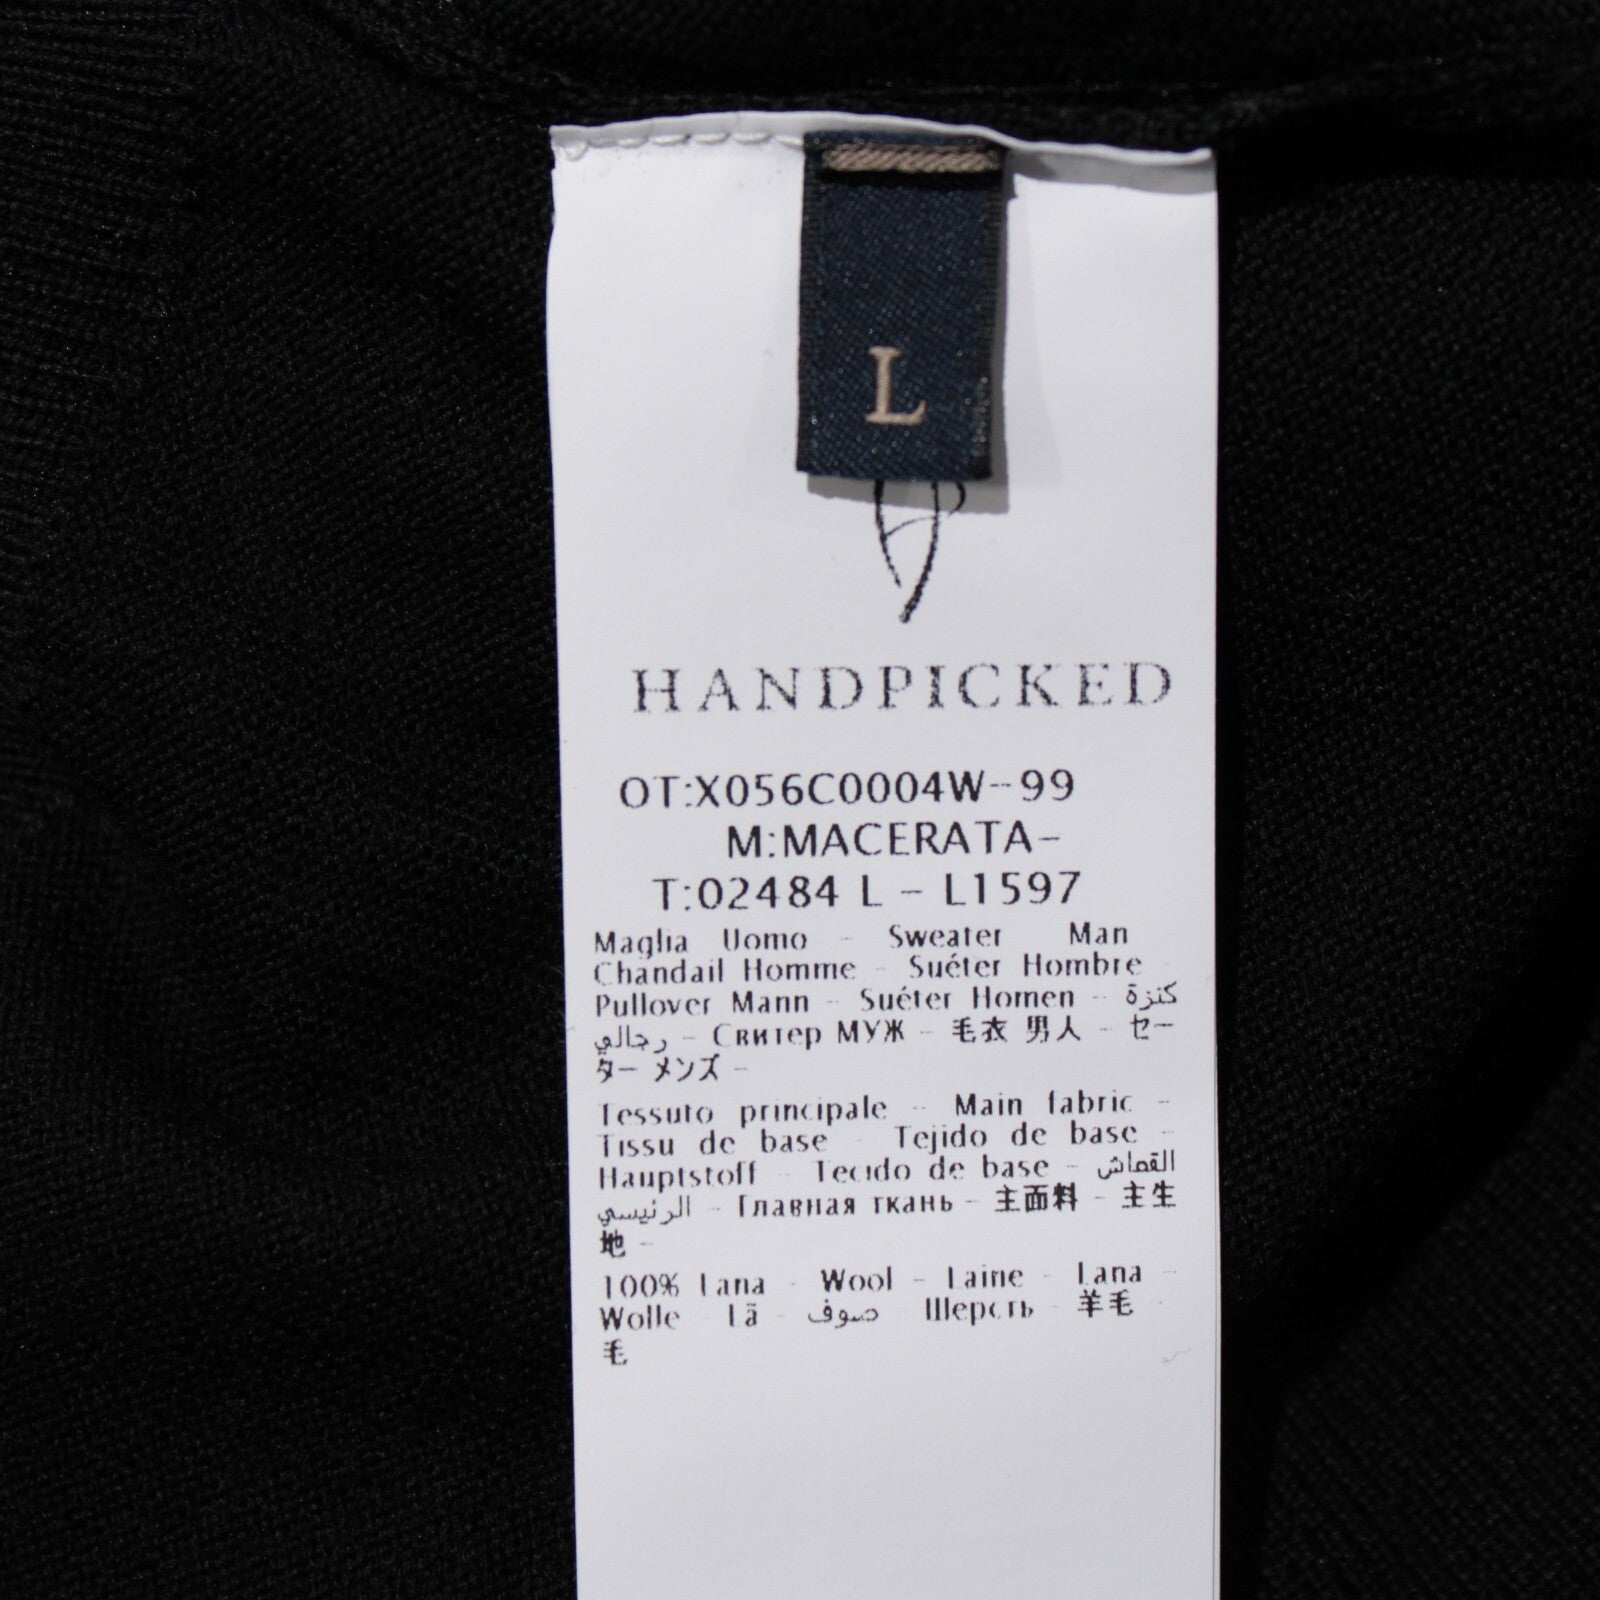 L
HANDPICKED
OT:X056C0004W-99
M:MACERATA-
T:02484 L - L1597
Maglia Uomo - Sweater Man
Chandail Homme - Suéter Hombre
Pullover Mann - Suéter Homen - كنزة
رجالي - Свитер МУЖ - 毛衣 男人 - セー
ター メンズ -
Tessuto principale - Main fabric -
Tissu de base - Tejido de base -
Hauptstoff - Tecido de base - القماش
الرئيسي - Главная ткань - 主面料 - 主生
地 -
100% Lana - Wool - Laine - Lana -
Wolle - Lã - صوف - Шерсть - 羊毛 -
毛